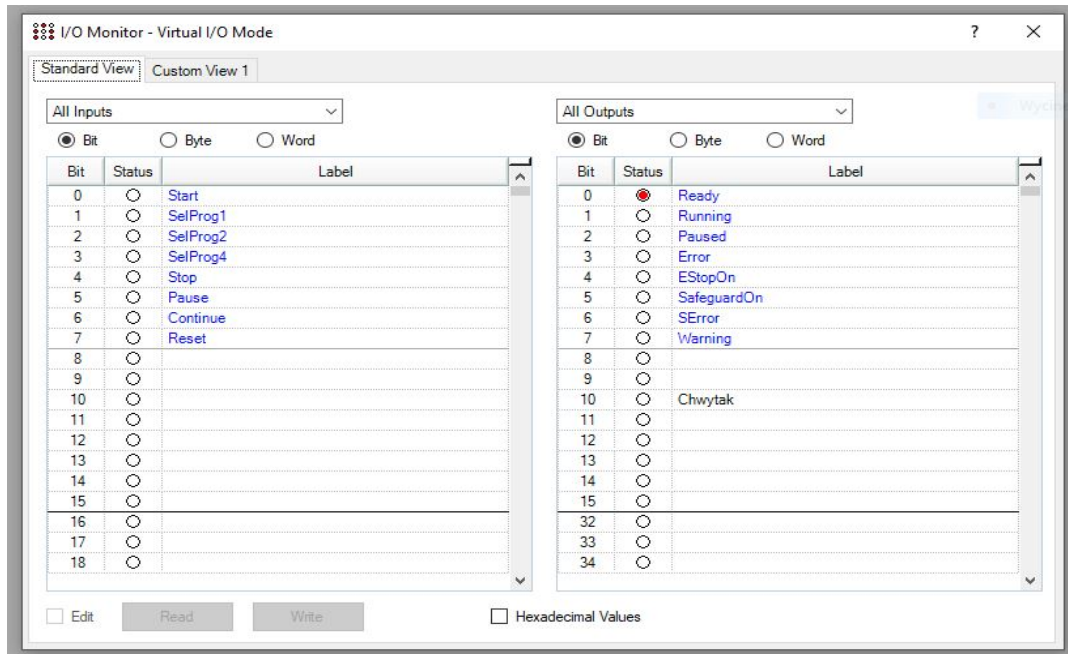 I/O Monitor - Virtual I/O Mode ? ×
Standard View Custom View 1
All Inputs
Bit Byte Word
Bit Status Label
0 Start
1 SelProg1
2 SelProg2
3 SelProg4
4 Stop
5 Pause
6 Continue
7 Reset
8
9
10
11
12
13
14
15
16
17
18
All Outputs
Bit Byte Word
Bit Status Label
0 Ready
1 Running
2 Paused
3 Error
4 EStopOn
5 SafeguardOn
6 SError
7 Warning
8
9
10 Chwytak
11
12
13
14
15
32
33
34
Edit Read Write Hexadecimal Values